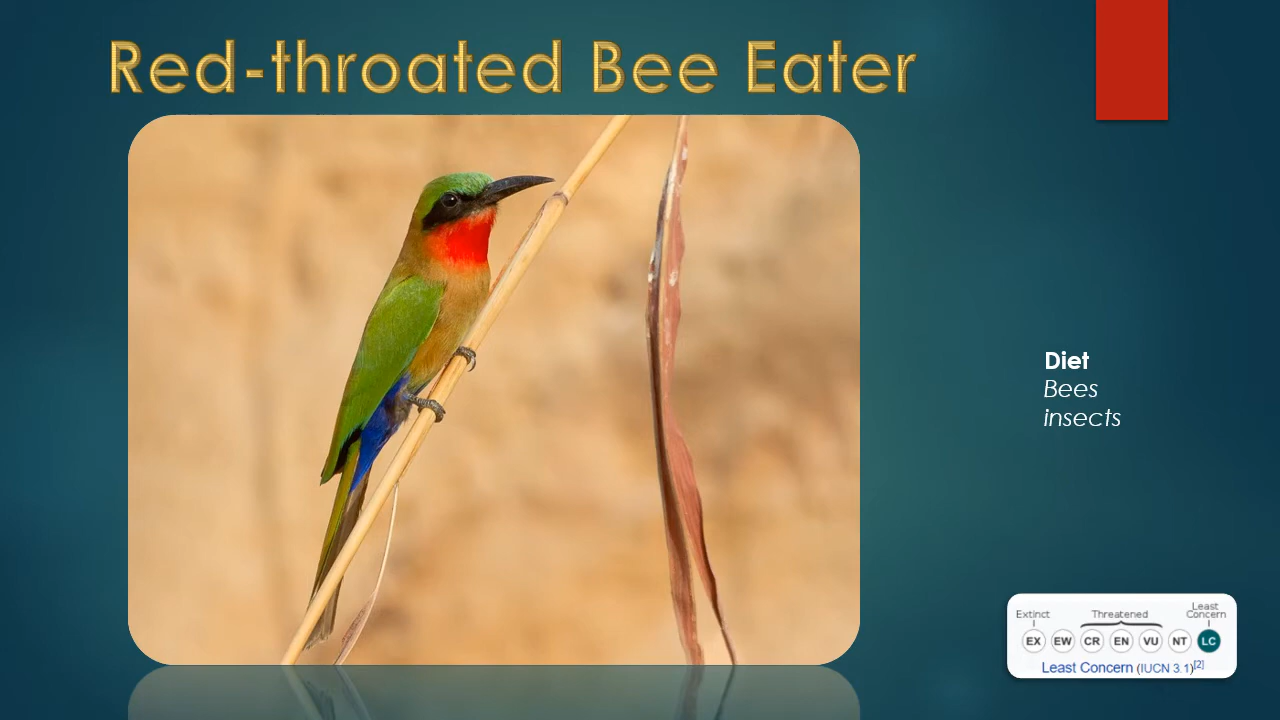 Red-throated Bee Eater
Diet
Bees
insects
Extinct Threatened Least Concern
EX EW CR EN VU NT LC
Least Concern (IUCN 3.1)[2]